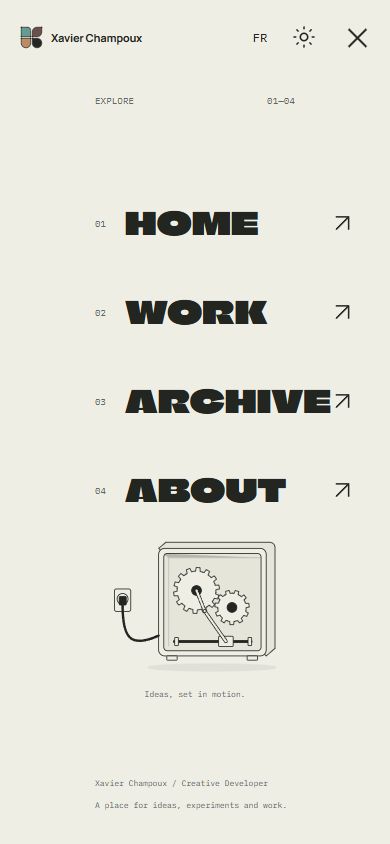 Xavier Champoux
FR
EXPLORE 01—04
01 HOME
02 WORK
03 ARCHIVE
04 ABOUT
Ideas, set in motion.
Xavier Champoux / Creative Developer
A place for ideas, experiments and work.